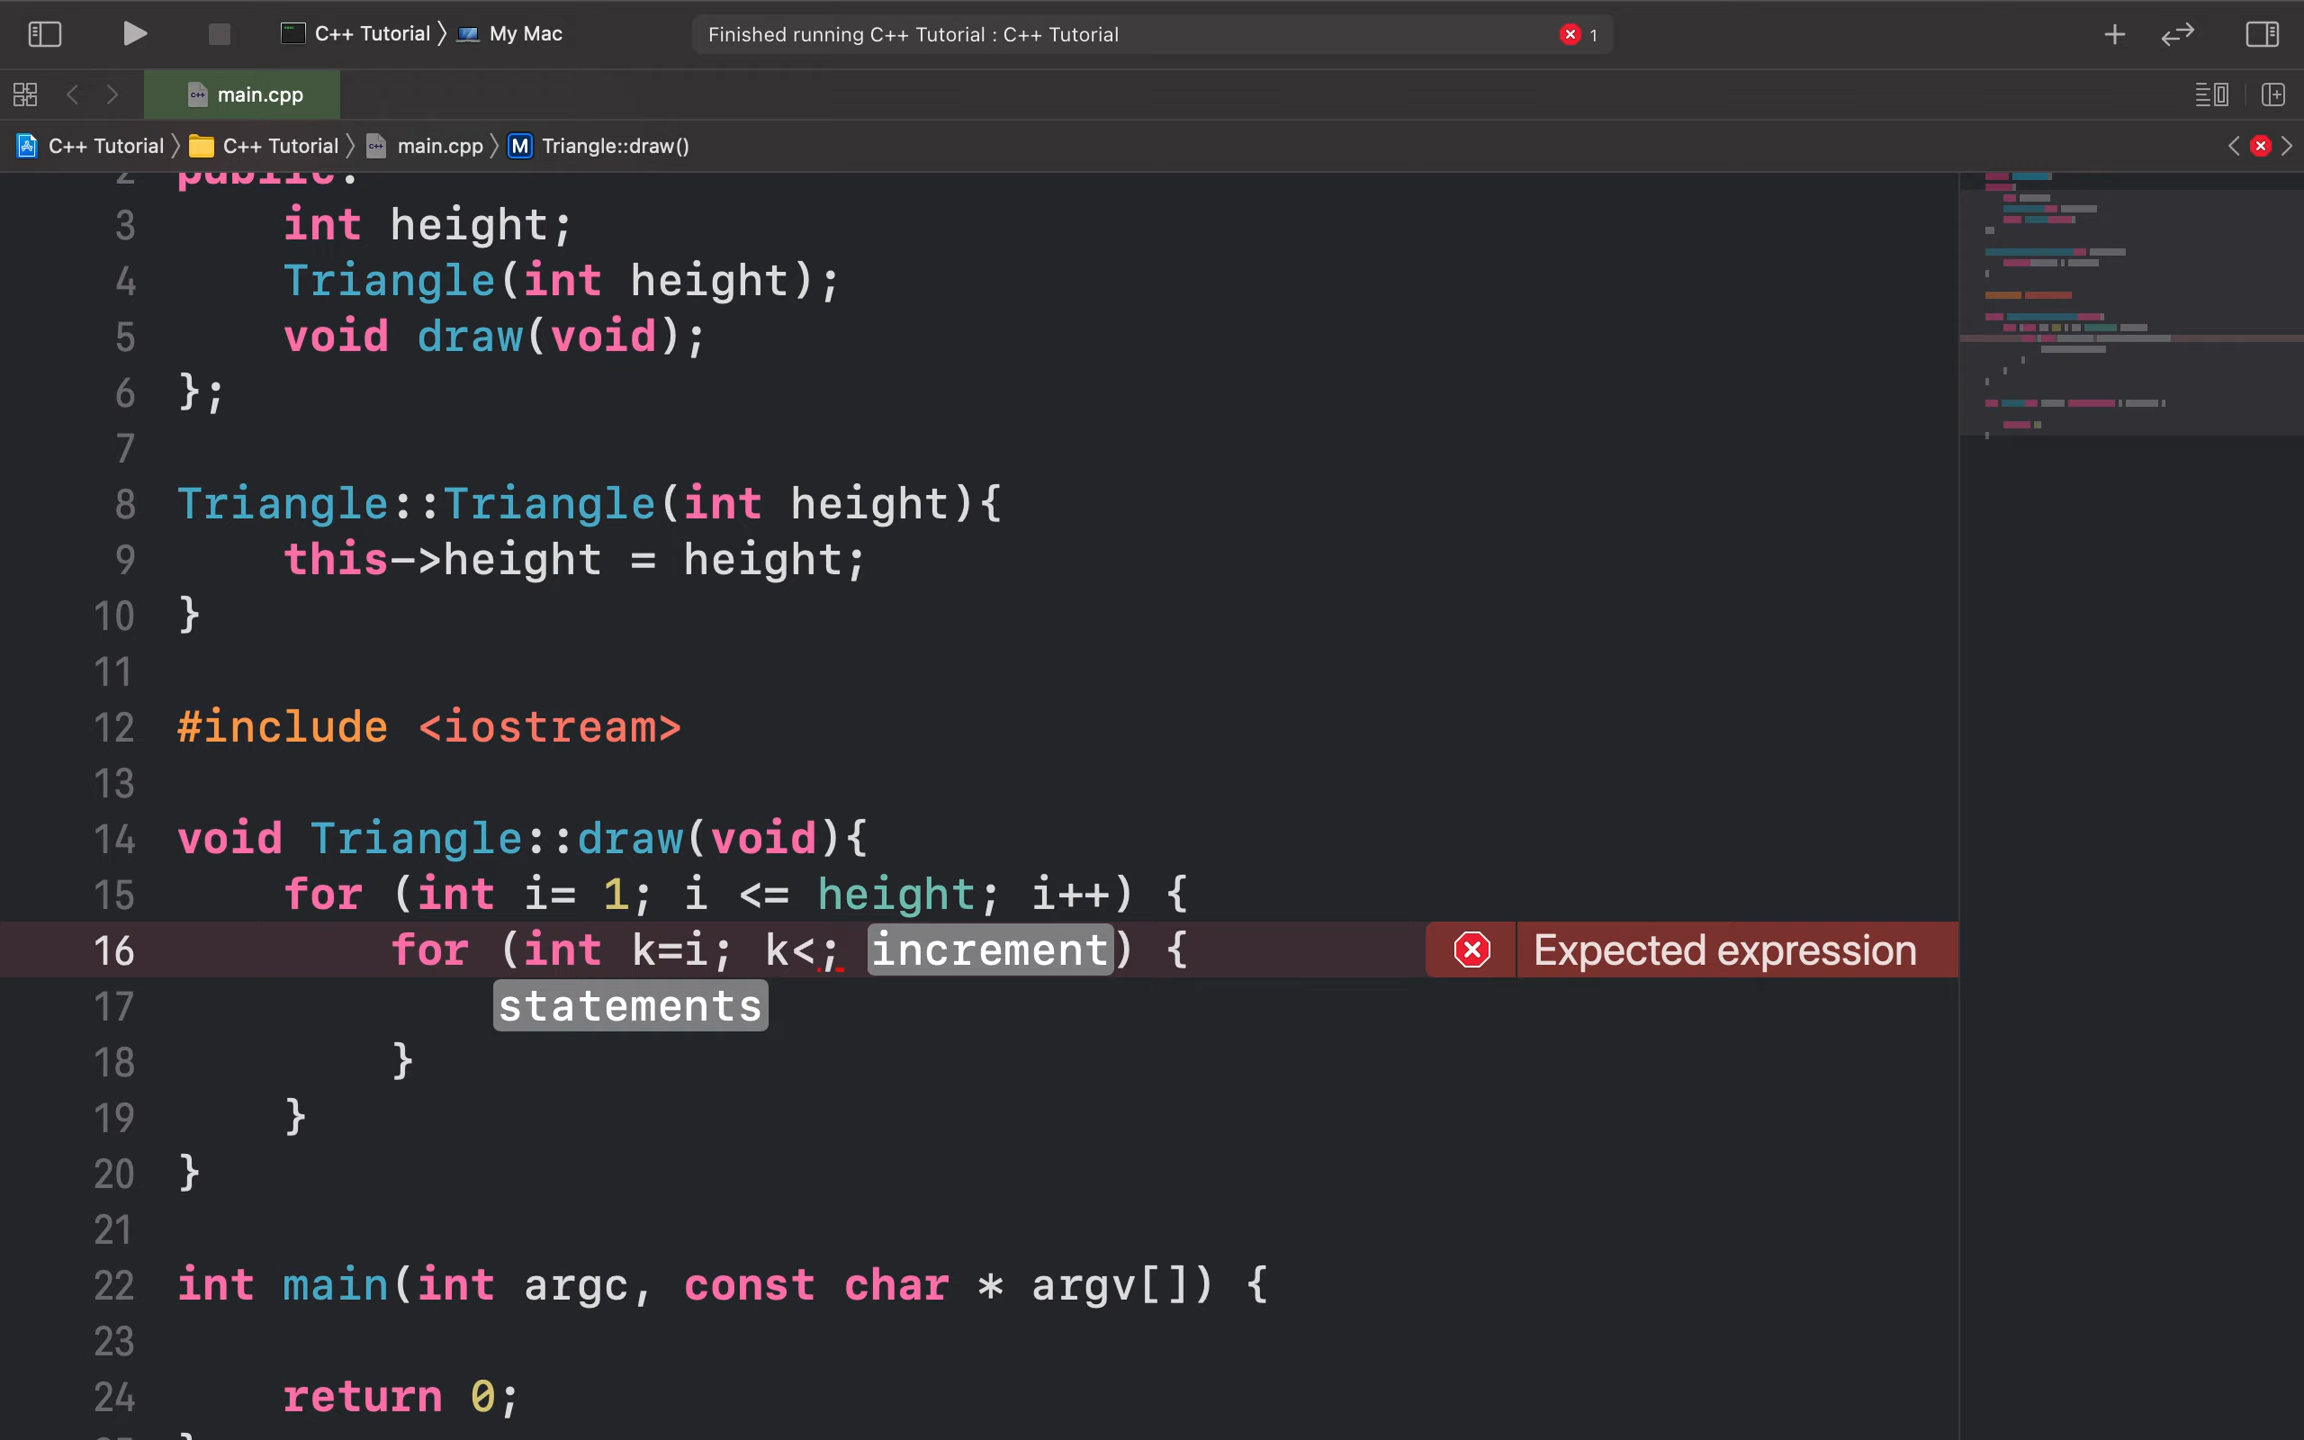 C++ Tutorial 〉 My Mac
Finished running C++ Tutorial : C++ Tutorial
1
main.cpp
C++ Tutorial 〉 C++ Tutorial 〉 main.cpp 〉 M Triangle::draw()
2 public:
3 int height;
4 Triangle(int height);
5 void draw(void);
6 };
7
8 Triangle::Triangle(int height){
9 this->height = height;
10 }
11
12 #include <iostream>
13
14 void Triangle::draw(void){
15 for (int i= 1; i <= height; i++) {
16 for (int k=i; k<; increment) { Expected expression
17 statements
18 }
19 }
20 }
21
22 int main(int argc, const char * argv[]) {
23
24 return 0;